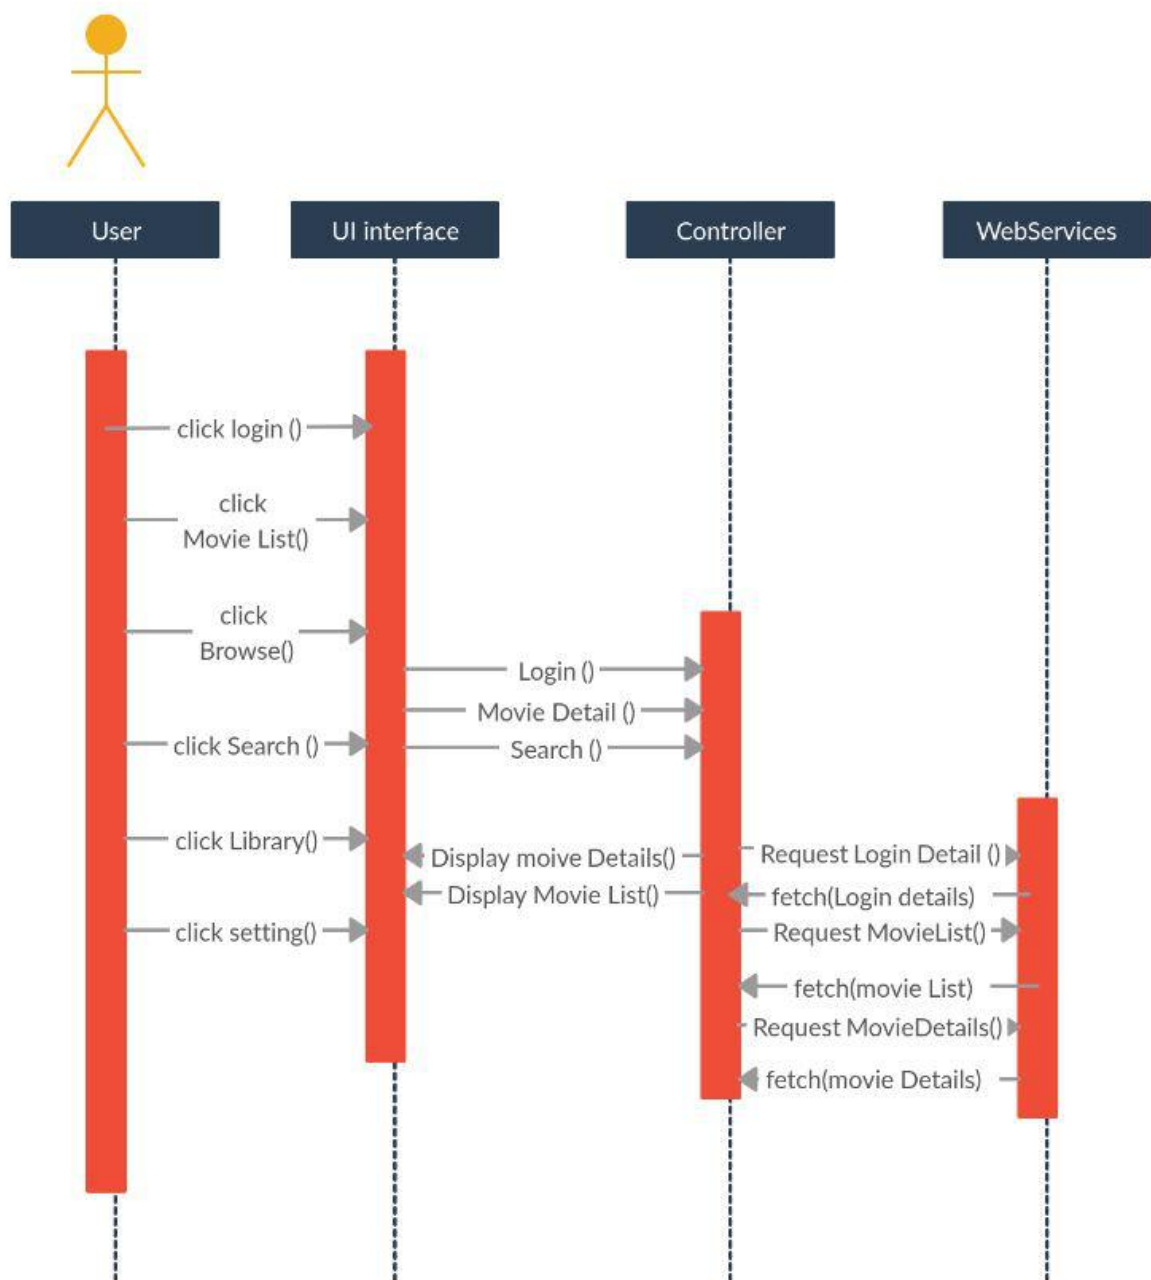 User
UI interface
Controller
WebServices
click login ()
click
Movie List()
click
Browse()
Login ()
Movie Detail ()
click Search ()
Search ()
click Library()
Display moive Details()
Request Login Detail ()
Display Movie List()
fetch(Login details)
click setting()
Request MovieList()
fetch(movie List)
Request MovieDetails()
fetch(movie Details)